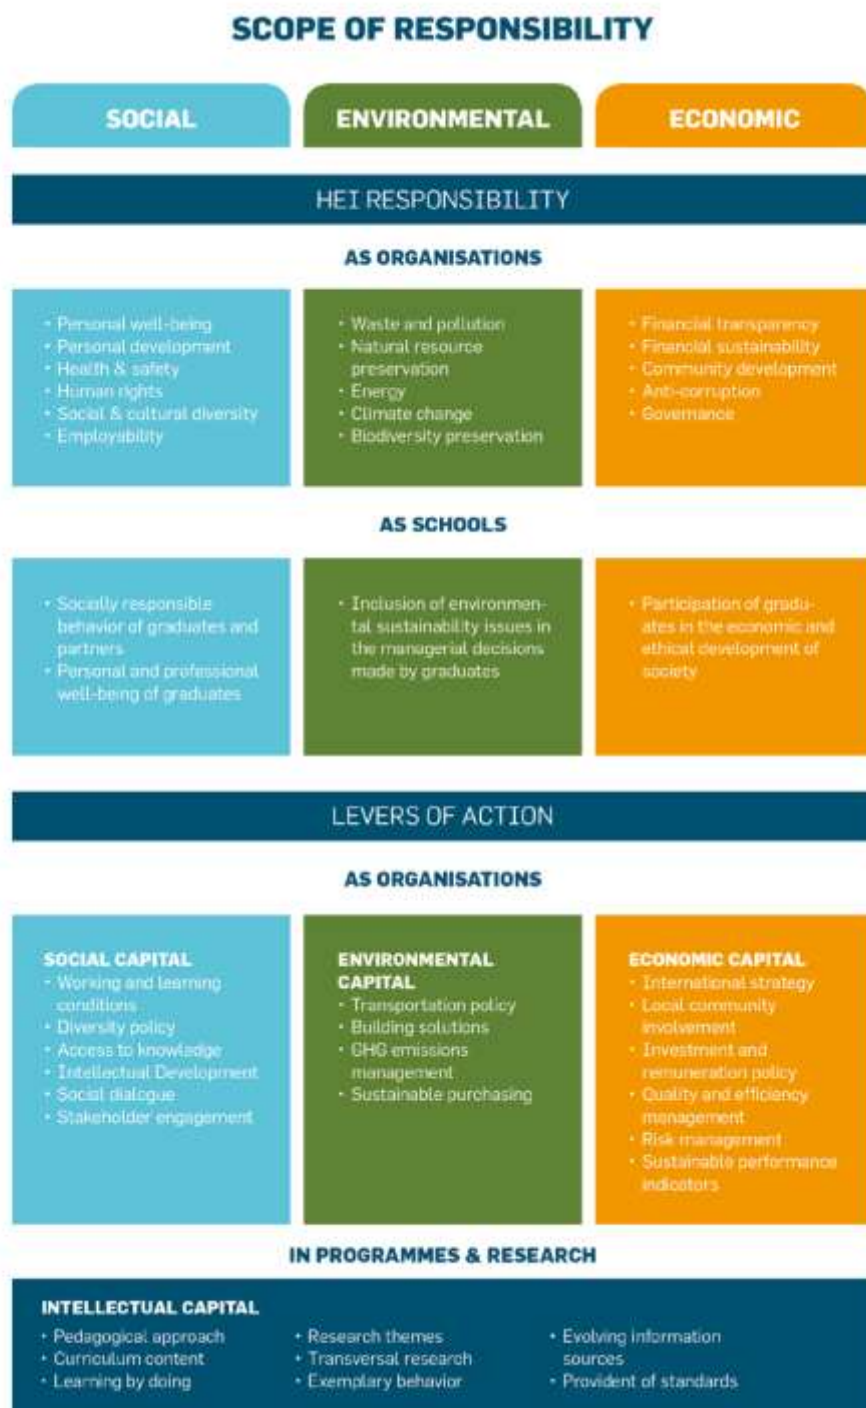 SCOPE OF RESPONSIBILITY
SOCIAL
ENVIRONMENTAL
ECONOMIC
HEI RESPONSIBILITY
AS ORGANISATIONS
• Personal well-being
• Personal development
• Health & safety
• Human rights
• Social & cultural diversity
• Employability
• Waste and pollution
• Natural resource
preservation
• Energy
• Climate change
• Biodiversity preservation
• Financial transparency
• Financial sustainability
• Community development
• Anti-corruption
• Governance
AS SCHOOLS
• Socially responsible
behavior of graduates and
partners
• Personal and professional
well-being of graduates
• Inclusion of environmen-
tal sustainability issues in
the managerial decisions
made by graduates
• Participation of gradu-
ates in the economic and
ethical development of
society
LEVERS OF ACTION
AS ORGANISATIONS
SOCIAL CAPITAL
• Working and learning
conditions
• Diversity policy
• Access to knowledge
• Intellectual Development
• Social dialogue
• Stakeholder engagement
ENVIRONMENTAL
CAPITAL
• Transportation policy
• Building solutions
• GHG emissions
management
• Sustainable purchasing
ECONOMIC CAPITAL
• International strategy
• Local community
involvement
• Investment and
remuneration policy
• Quality and efficiency
management
• Risk management
• Sustainable performance
indicators
IN PROGRAMMES & RESEARCH
INTELLECTUAL CAPITAL
• Pedagogical approach
• Curriculum content
• Learning by doing
• Research themes
• Transversal research
• Exemplary behavior
• Evolving information
sources
• Provident of standards